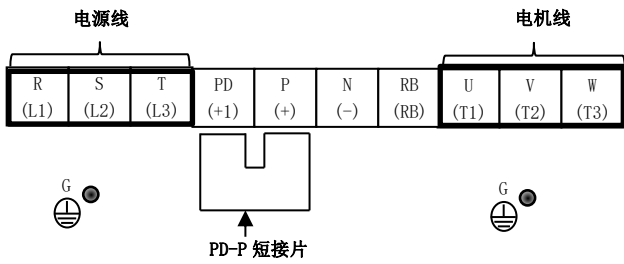 电源线 电机线
R S T PD P N RB U V W
(L1) (L2) (L3) (+1) (+) (-) (RB) (T1) (T2) (T3)
G G
PD-P 短接片